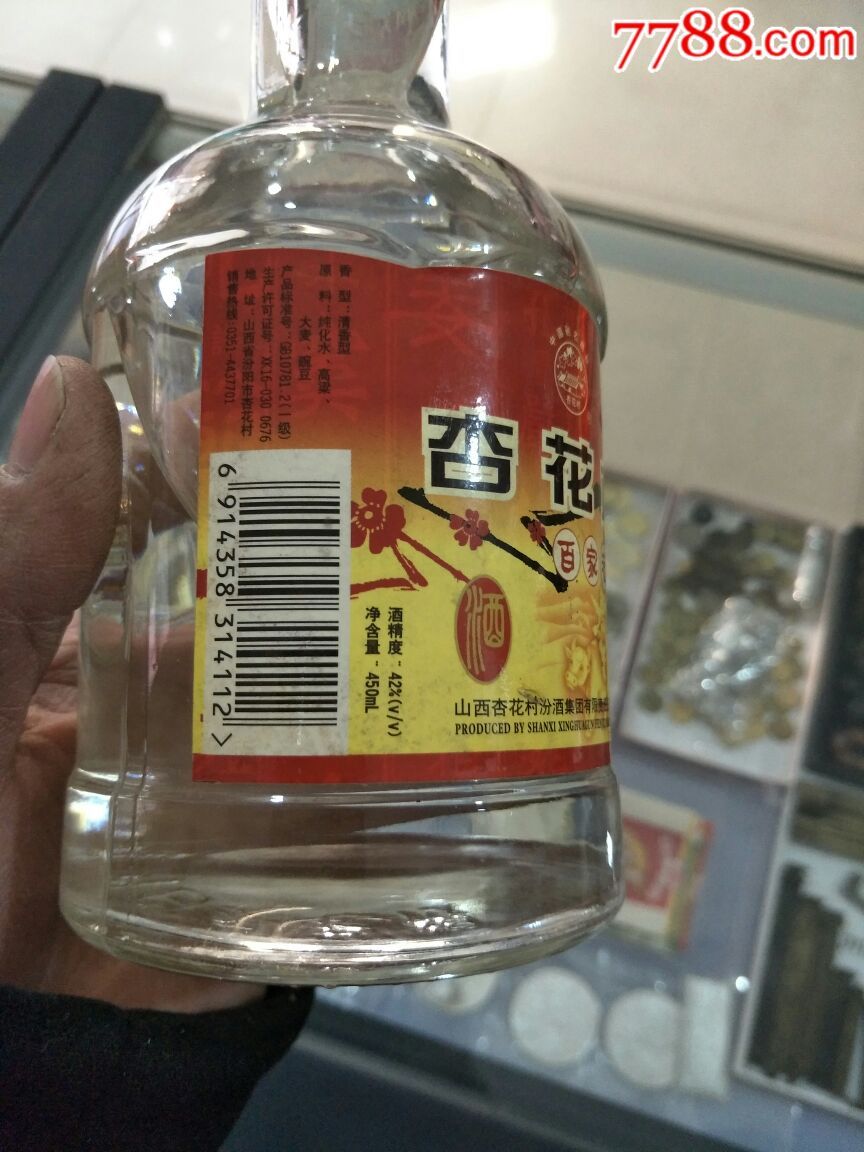 7788.com
香 型:清香型
原 料:纯化水、高粱、
大麦、豌豆
产品标准号:GB10781.2(Ⅰ级)
生产许可证号:XK16-030 0676
地 址:山西省汾阳市杏花村
销售热线:0351-4437701
杏花
百家
酒
6 914358 314112 >
酒精度:42%(v/v)
净含量:450mL
山西杏花村汾酒集团有限
PRODUCED BY SHANXI XINGHUACUN FEN